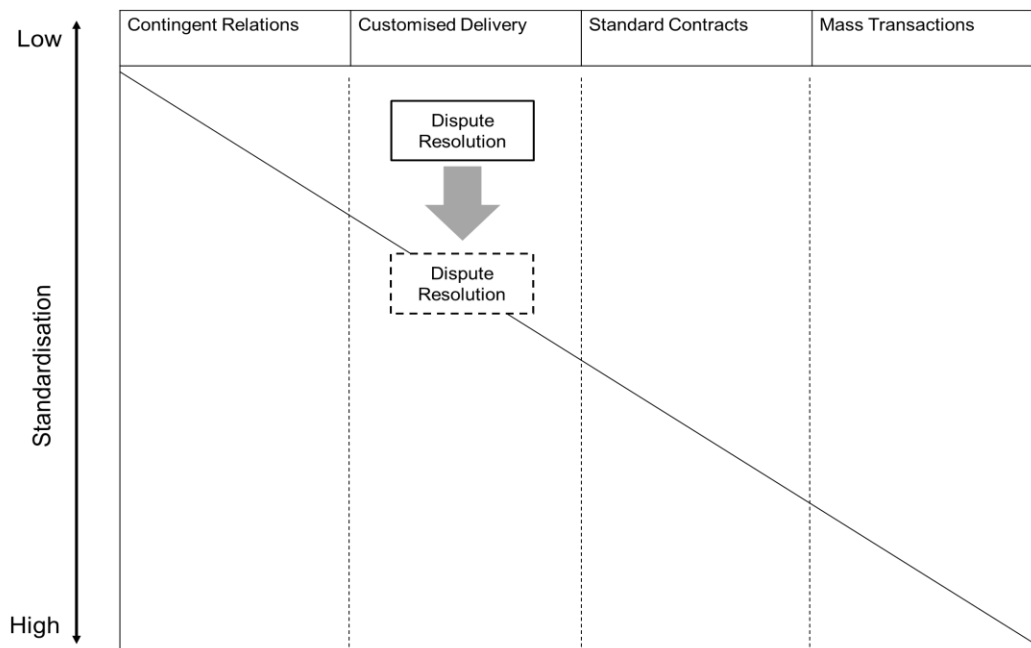 Low
Contingent Relations
Customised Delivery
Standard Contracts
Mass Transactions
Dispute
Resolution
Dispute
Resolution
Standardisation
High